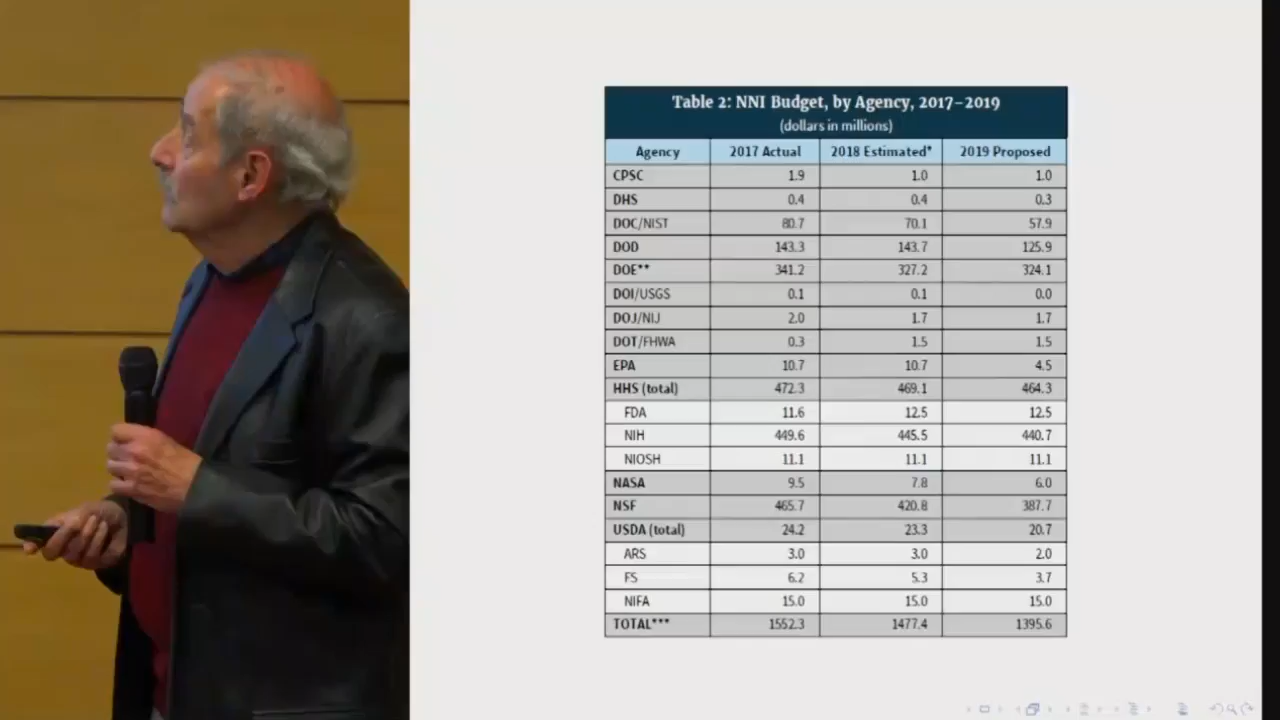 Table 2: NNI Budget, by Agency, 2017–2019
(dollars in millions)
Agency 2017 Actual 2018 Estimated* 2019 Proposed
CPSC 1.9 1.0 1.0
DHS 0.4 0.4 0.3
DOC/NIST 80.7 70.1 57.9
DOD 143.3 143.7 125.9
DOE** 341.2 327.2 324.1
DOI/USGS 0.1 0.1 0.0
DOJ/NIJ 2.0 1.7 1.7
DOT/FHWA 0.3 1.5 1.5
EPA 10.7 10.7 4.5
HHS (total) 472.3 469.1 464.3
FDA 11.6 12.5 12.5
NIH 449.6 445.5 440.7
NIOSH 11.1 11.1 11.1
NASA 9.5 7.8 6.0
NSF 465.7 420.8 387.7
USDA (total) 24.2 23.3 20.7
ARS 3.0 3.0 2.0
FS 6.2 5.3 3.7
NIFA 15.0 15.0 15.0
TOTAL*** 1552.3 1477.4 1395.6